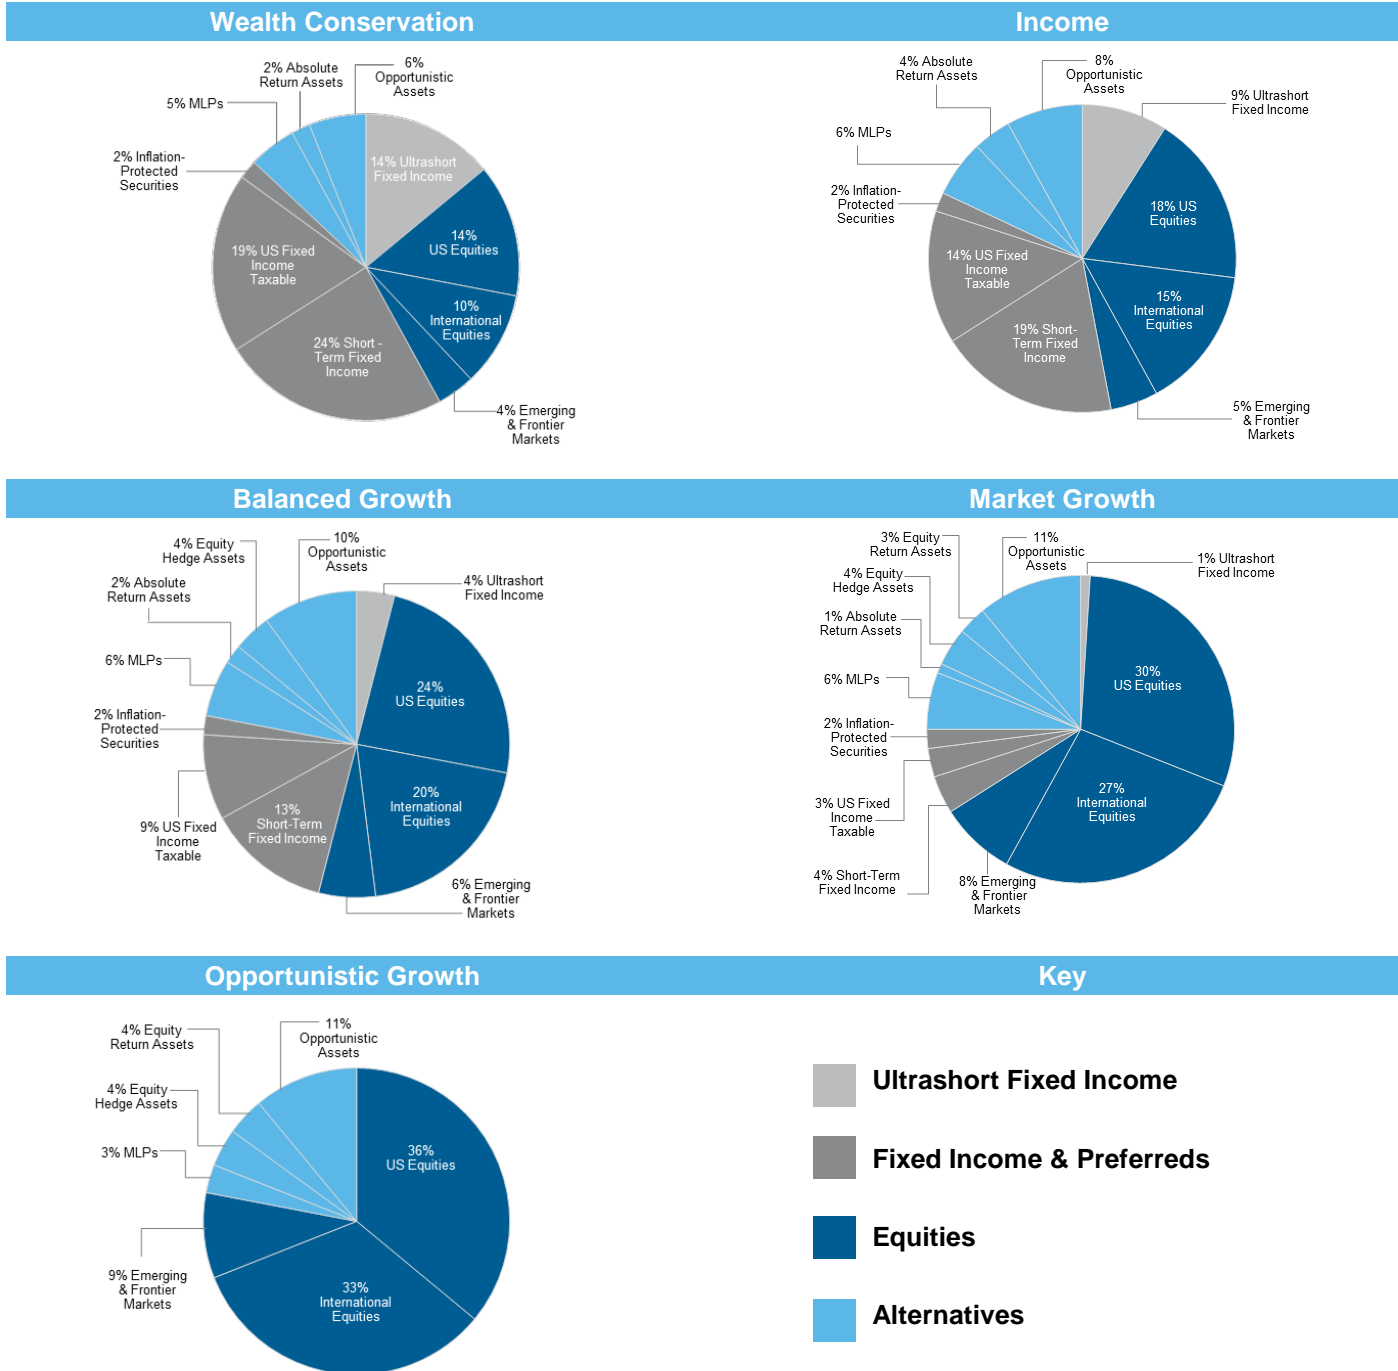 Wealth Conservation
2% Absolute
Return Assets
6%
Opportunistic
Assets
5% MLPs
2% Inflation-
Protected
Securities
14% Ultrashort
Fixed Income
14%
US Equities
19% US Fixed
Income
Taxable
10%
International
Equities
24% Short -
Term Fixed
Income
4% Emerging
& Frontier
Markets
Income
4% Absolute
Return Assets
8%
Opportunistic
Assets
9% Ultrashort
Fixed Income
6% MLPs
2% Inflation-
Protected
Securities
18% US
Equities
14% US Fixed
Income
Taxable
15%
International
Equities
19% Short-
Term Fixed
Income
5% Emerging
& Frontier
Markets
Balanced Growth
4% Equity
Hedge Assets
10%
Opportunistic
Assets
2% Absolute
Return Assets
4% Ultrashort
Fixed Income
6% MLPs
24%
US Equities
2% Inflation-
Protected
Securities
20%
International
Equities
13%
Short-Term
Fixed Income
9% US Fixed
Income
Taxable
6% Emerging
& Frontier
Markets
Market Growth
3% Equity
Return Assets
11%
Opportunistic
Assets
1% Ultrashort
Fixed Income
4% Equity
Hedge Assets
1% Absolute
Return Assets
6% MLPs
30%
US Equities
2% Inflation-
Protected
Securities
27%
International
Equities
3% US Fixed
Income
Taxable
4% Short-Term
Fixed Income
8% Emerging
& Frontier
Markets
Opportunistic Growth
4% Equity
Return Assets
11%
Opportunistic
Assets
4% Equity
Hedge Assets
3% MLPs
36%
US Equities
9% Emerging
& Frontier
Markets
33%
International
Equities
Key
Ultrashort Fixed Income
Fixed Income & Preferreds
Equities
Alternatives